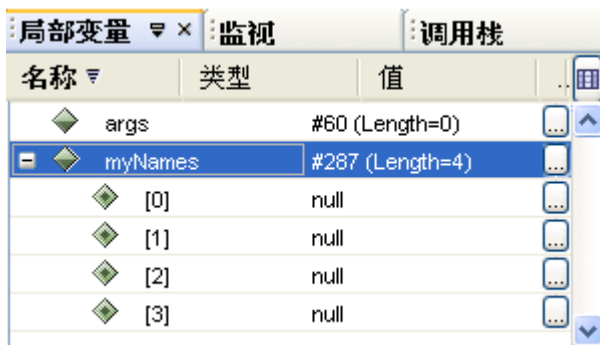 局部变量 监视 调用栈
名称 类型 值 ..
args #60 (Length=0) ...
myNames #287 (Length=4) ...
[0] null ...
[1] null ...
[2] null ...
[3] null ...